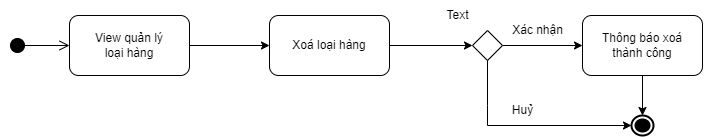 Text
View quản lý
loại hàng
Xoá loại hàng
Xác nhận
Thông báo xoá
thành công
Huỷ